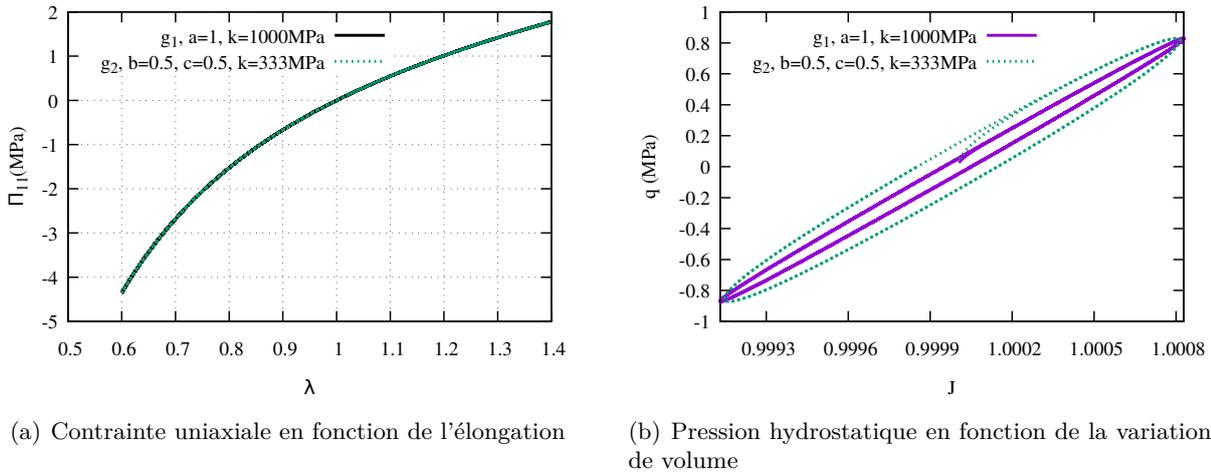 2
1
0
-1
-2
-3
-4
-5
Π11(MPa)
g1, a=1, k=1000MPa
g2, b=0.5, c=0.5, k=333MPa
0.5 0.6 0.7 0.8 0.9 1 1.1 1.2 1.3 1.4
λ
(a) Contrainte uniaxiale en fonction de l'élongation
1
0.8
0.6
0.4
0.2
0
-0.2
-0.4
-0.6
-0.8
-1
q (MPa)
g1, a=1, k=1000MPa
g2, b=0.5, c=0.5, k=333MPa
0.9993 0.9996 0.9999 1.0002 1.0005 1.0008
J
(b) Pression hydrostatique en fonction de la variation
de volume